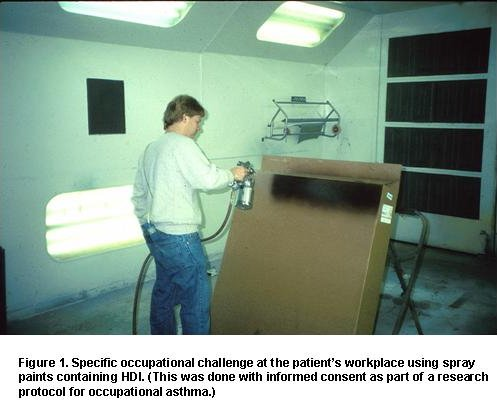 Figure 1. Specific occupational challenge at the patient's workplace using spray
paints containing HDI. (This was done with informed consent as part of a research
protocol for occupational asthma.)